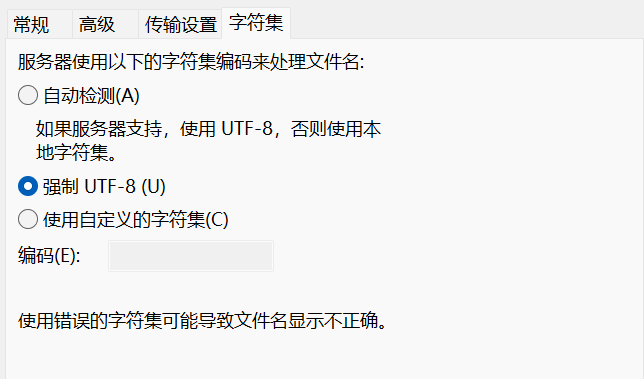 常规 高级 传输设置 字符集
服务器使用以下的字符集编码来处理文件名:
自动检测(A)
如果服务器支持，使用 UTF-8，否则使用本
地字符集。
强制 UTF-8 (U)
使用自定义的字符集(C)
编码(E):
使用错误的字符集可能导致文件名显示不正确。